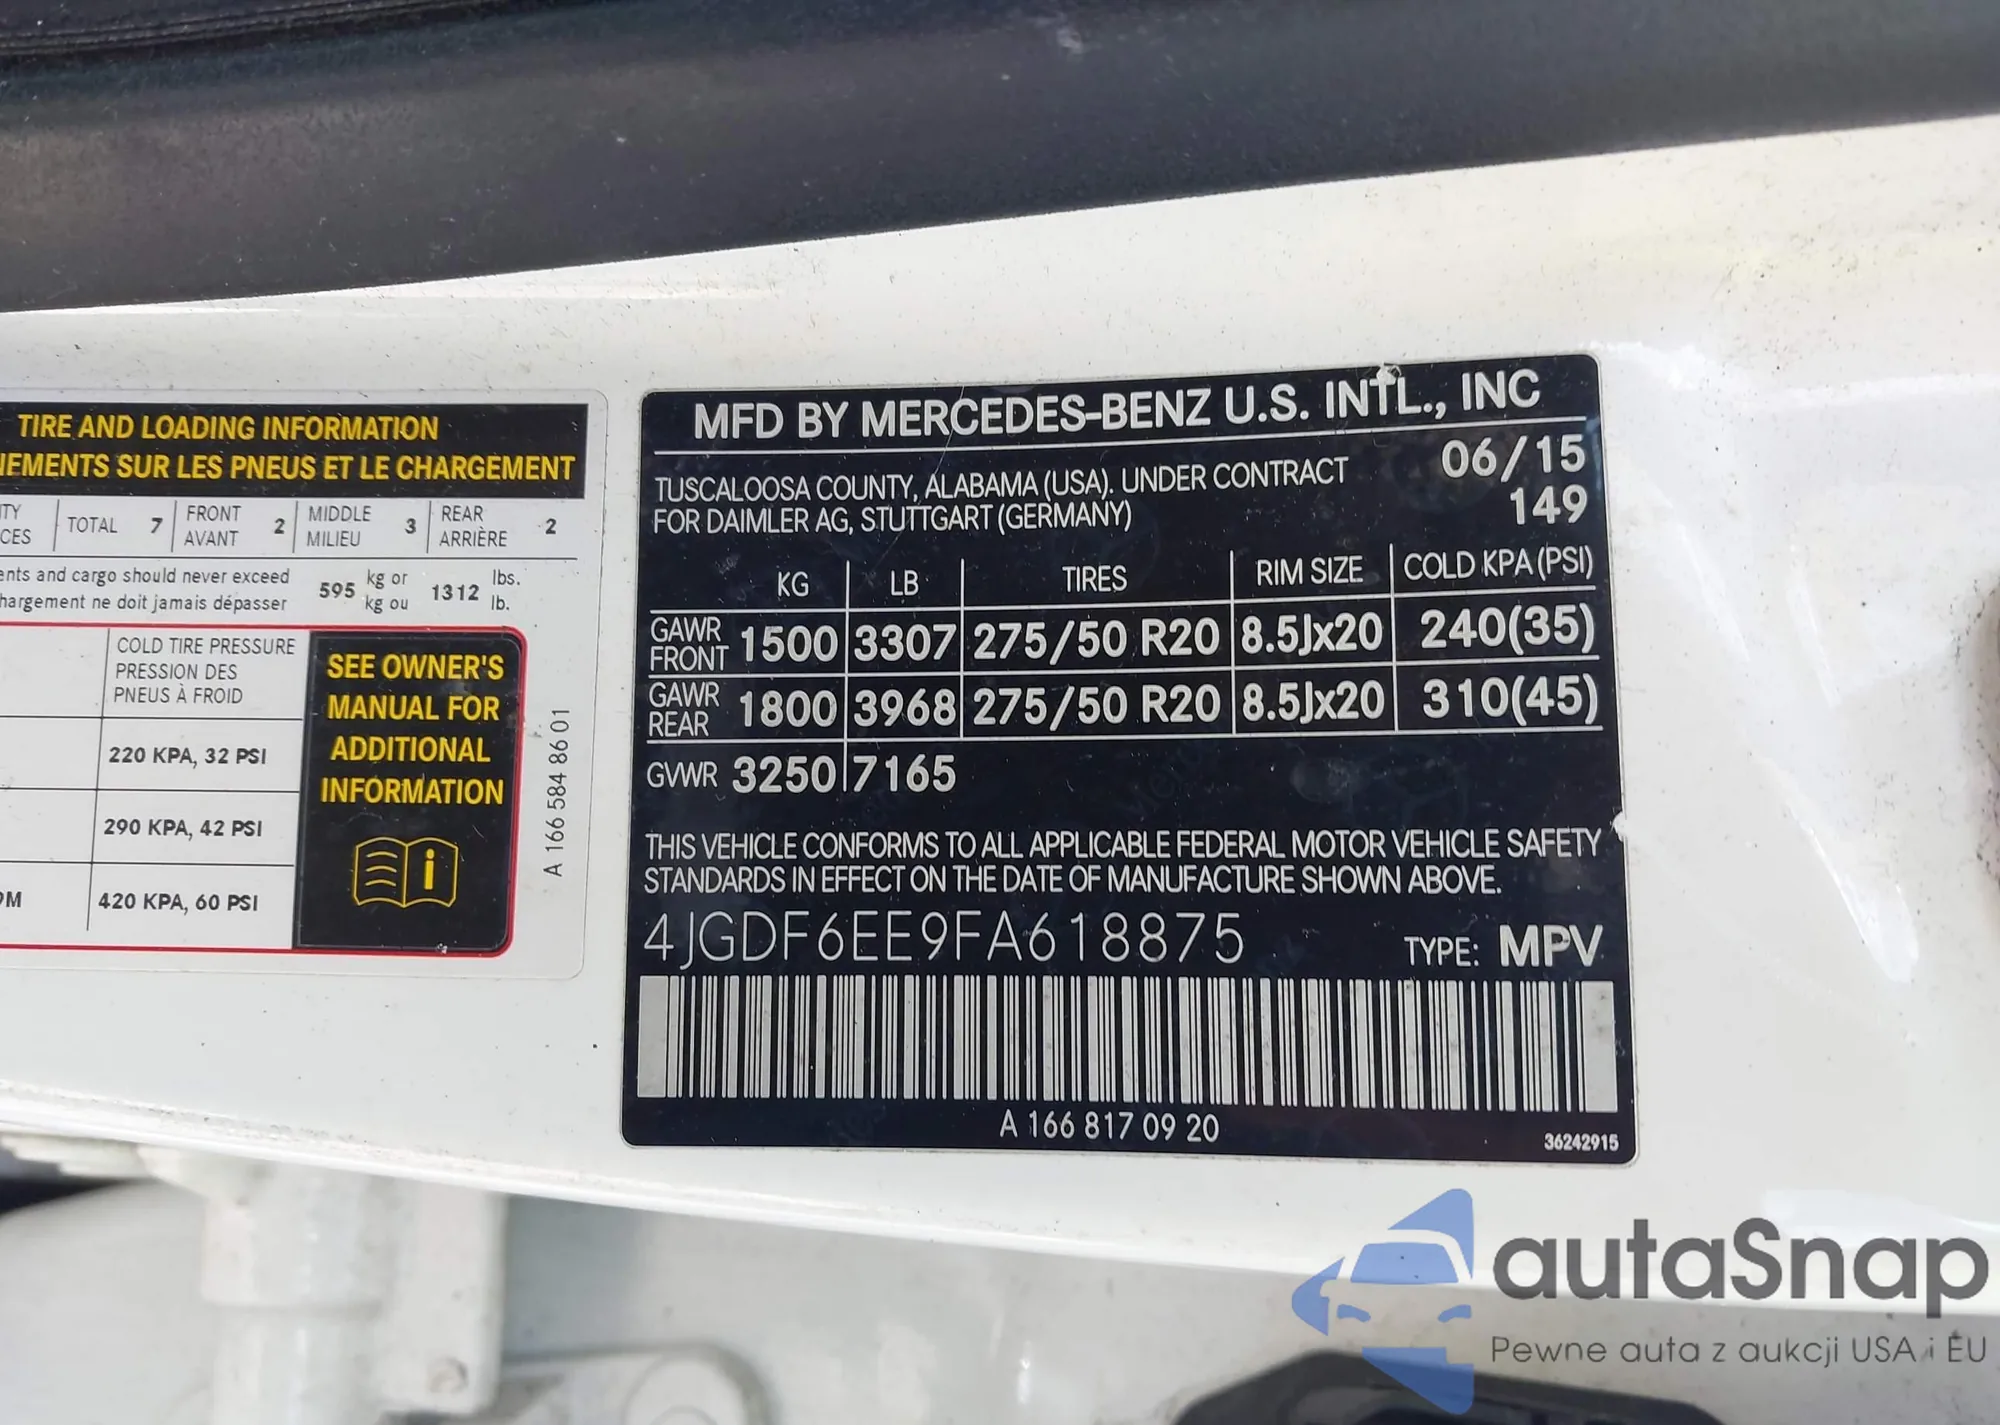 TIRE AND LOADING INFORMATION
NEMENTS SUR LES PNEUS ET LE CHARGEMENT
TOTAL 7 FRONT AVANT 2 MIDDLE MILIEU 3 REAR ARRIÈRE 2
ents and cargo should never exceed 595 kg or 1312 lbs.
hargement ne doit jamais dépasser kg ou lb.
COLD TIRE PRESSURE
PRESSION DES
PNEUS À FROID
220 KPA, 32 PSI
290 KPA, 42 PSI
420 KPA, 60 PSI
SEE OWNER'S
MANUAL FOR
ADDITIONAL
INFORMATION
A 166 584 86 01
MFD BY MERCEDES-BENZ U.S. INTL., INC
TUSCALOOSA COUNTY, ALABAMA (USA). UNDER CONTRACT
FOR DAIMLER AG, STUTTGART (GERMANY)
06/15
149
KG LB TIRES RIM SIZE COLD KPA (PSI)
GAWR FRONT 1500 3307 275/50 R20 8.5Jx20 240(35)
GAWR REAR 1800 3968 275/50 R20 8.5Jx20 310(45)
GVWR 3250 7165
THIS VEHICLE CONFORMS TO ALL APPLICABLE FEDERAL MOTOR VEHICLE SAFETY
STANDARDS IN EFFECT ON THE DATE OF MANUFACTURE SHOWN ABOVE.
4JGDF6EE9FA618875 TYPE: MPV
A 166 817 09 20
36242915
autaSnap
Pewne auta z aukcji USA i EU